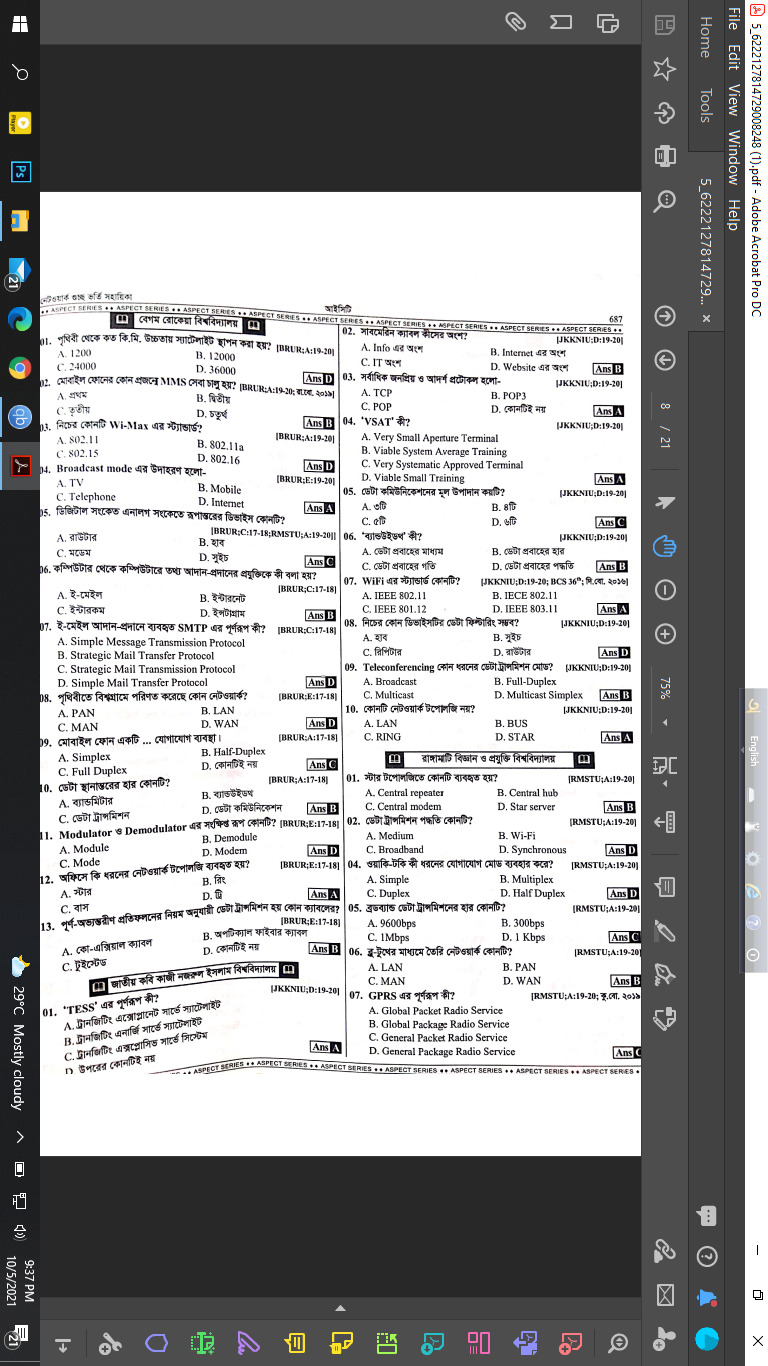 5_6222127814729008248 (1).pdf - Adobe Acrobat Pro DC
File Edit View Window Help
Home Tools 5_6222127814729... ×
8 / 21
75%
English
নেটওয়ার্ক গুচ্ছ ভর্তি সহায়িকা
আইসিটি
687
ASPECT SERIES •• ASPECT SERIES •• ASPECT SERIES •• ASPECT SERIES •• ASPECT SERIES •• ASPECT SERIES •• ASPECT SERIES
বেগম রোকেয়া বিশ্ববিদ্যালয়
01. পৃথিবী থেকে কত কি.মি. উচ্চতায় স্যাটেলাইট স্থাপন করা হয়? [BRUR;A:19-20]
A. 1200 B. 12000
C. 24000 D. 36000 Ans D
02. মোবাইল ফোনের কোন প্রজন্মে MMS সেবা চালু হয়? [BRUR;A:19-20; রা.বো. ২০১৯]
A. প্রথম B. দ্বিতীয়
C. তৃতীয় D. চতুর্থ Ans B
03. নিচের কোনটি Wi-Max এর স্ট্যান্ডার্ড? [BRUR;A:19-20]
A. 802.11 B. 802.11a
C. 802.15 D. 802.16 Ans D
04. Broadcast mode এর উদাহরণ হলো- [BRUR;E:19-20]
A. TV B. Mobile
C. Telephone D. Internet Ans A
05. ডিজিটাল সংকেত এনালগ সংকেতে রূপান্তরের ডিভাইস কোনটি?
[BRUR;C:17-18;RMSTU;A:19-20]]
A. রাউটার B. হাব
C. মডেম D. সুইচ Ans C
06. কম্পিউটার থেকে কম্পিউটারে তথ্য আদান-প্রদানের প্রযুক্তিকে কী বলা হয়?
[BRUR;C:17-18]
A. ই-মেইল B. ইন্টারনেট
C. ইন্টারকম D. ইন্সটাগ্রাম Ans B
07. ই-মেইল আদান-প্রদানে ব্যবহৃত SMTP এর পূর্ণরূপ কী? [BRUR;C:17-18]
A. Simple Message Transmission Protocol
B. Strategic Mail Transfer Protocol
C. Strategic Mail Transmission Protocol
D. Simple Mail Transfer Protocol Ans D
08. পৃথিবীতে বিশ্বগ্রামে পরিণত করেছে কোন নেটওয়ার্ক? [BRUR;E:17-18]
A. PAN B. LAN
C. MAN D. WAN Ans D
09. মোবাইল ফোন একটি ... যোগাযোগ ব্যবস্থা। [BRUR;A:17-18]
A. Simplex B. Half-Duplex
C. Full Duplex D. কোনটিই নয় Ans C
10. ডেটা স্থানান্তরের হার কোনটি? [BRUR;A:17-18]
A. ব্যান্ডমিটার B. ব্যান্ডউইডথ
C. ডেটা ট্রান্সমিশন D. ডেটা কমিউনিকেশন Ans B
11. Modulator ও Demodulator এর সংক্ষিপ্ত রূপ কোনটি? [BRUR;E:17-18]
A. Module B. Demodule
C. Mode D. Modem Ans D
12. অফিসে কি ধরনের নেটওয়ার্ক টপোলজি ব্যবহৃত হয়? [BRUR;E:17-18]
A. স্টার B. রিং
C. বাস D. ট্রি Ans A
13. পূর্ণ-অভ্যন্তরীণ প্রতিফলনের নিয়ম অনুযায়ী ডেটা ট্রান্সমিশন হয় কোন ক্যাবলের?
[BRUR;E:17-18]
A. কো-এক্সিয়াল ক্যাবল B. অপটিক্যাল ফাইবার ক্যাবল
C. টুইস্টেড D. কোনটিই নয় Ans B
জাতীয় কবি কাজী নজরুল ইসলাম বিশ্ববিদ্যালয়
01. 'TESS' এর পূর্ণরূপ কী? [JKKNIU;D:19-20]
A. ট্রানজিটিং এক্সোপ্লানেট সার্ভে স্যাটেলাইট
B. ট্রানজিটিং এনার্জি সার্ভে স্যাটেলাইট
C. ট্রানজিটিং এক্সপ্লোসিভ সার্ভে সিস্টেম
D. উপরের কোনটিই নয় Ans A
02. সাবমেরিন ক্যাবল কীসের অংশ? [JKKNIU;D:19-20]
A. Info এর অংশ B. Internet এর অংশ
C. IT অংশ D. Website এর অংশ Ans B
03. সর্বাধিক জনপ্রিয় ও আদর্শ প্রটোকল হলো- [JKKNIU;D:19-20]
A. TCP B. POP3
C. POP D. কোনটিই নয় Ans A
04. 'VSAT' কী? [JKKNIU;D:19-20]
A. Very Small Aperture Terminal
B. Viable System Average Training
C. Very Systematic Approved Terminal
D. Viable Small Training Ans A
05. ডেটা কমিউনিকেশনের মূল উপাদান কয়টি? [JKKNIU;D:19-20]
A. ৩টি B. ৪টি
C. ৫টি D. ৬টি Ans C
06. 'ব্যান্ডউইডথ' কী? [JKKNIU;D:19-20]
A. ডেটা প্রবাহের মাধ্যম B. ডেটা প্রবাহের হার
C. ডেটা প্রবাহের গতি D. ডেটা প্রবাহের পদ্ধতি Ans B
07. WiFi এর স্ট্যান্ডার্ড কোনটি? [JKKNIU;D:19-20; BCS 36th; দি.বো. ২০১৬]
A. IEEE 802.11 B. IECE 802.11
C. IEEE 801.12 D. IEEE 803.11 Ans A
08. নিচের কোন ডিভাইসটির ডেটা ফিল্টারিং সম্ভব? [JKKNIU;D:19-20]
A. হাব B. সুইচ
C. রিপিটার D. রাউটার Ans D
09. Teleconferencing কোন ধরনের ডেটা ট্রান্সমিশন মোড? [JKKNIU;D:19-20]
A. Broadcast B. Full-Duplex
C. Multicast D. Multicast Simplex Ans B
10. কোনটি নেটওয়ার্ক টপোলজি নয়? [JKKNIU;D:19-20]
A. LAN B. BUS
C. RING D. STAR Ans A
রাঙ্গামাটি বিজ্ঞান ও প্রযুক্তি বিশ্ববিদ্যালয়
01. স্টার টপোলজিতে কোনটি ব্যবহৃত হয়? [RMSTU;A:19-20]
A. Central repeater B. Central hub
C. Central modem D. Star server Ans B
02. ডেটা ট্রান্সমিশন পদ্ধতি কোনটি? [RMSTU;A:19-20]
A. Medium B. Wi-Fi
C. Broadband D. Synchronous Ans D
04. ওয়াকি-টকি কী ধরনের যোগাযোগ মোড ব্যবহার করে? [RMSTU;A:19-20]
A. Simple B. Multiplex
C. Duplex D. Half Duplex Ans D
05. ব্রডব্যান্ড ডেটা ট্রান্সমিশনের হার কোনটি? [RMSTU;A:19-20]
A. 9600bps B. 300bps
C. 1Mbps D. 1 Kbps Ans C
06. ব্লু-টুথের মাধ্যমে তৈরি নেটওয়ার্ক কোনটি? [RMSTU;A:19-20]
A. LAN B. PAN
C. MAN D. WAN Ans B
07. GPRS এর পূর্ণরূপ কী? [RMSTU;A:19-20; কু.বো. ২০১৯
A. Global Packet Radio Service
B. Global Package Radio Service
C. General Packet Radio Service
D. General Package Radio Service Ans C
ASPECT SERIES •• ASPECT SERIES •• ASPECT SERIES •• ASPECT SERIES •• ASPECT SERIES •• ASPECT SERIES •• ASPECT SERIES
29°C Mostly cloudy
9:37 PM
10/5/2021
21